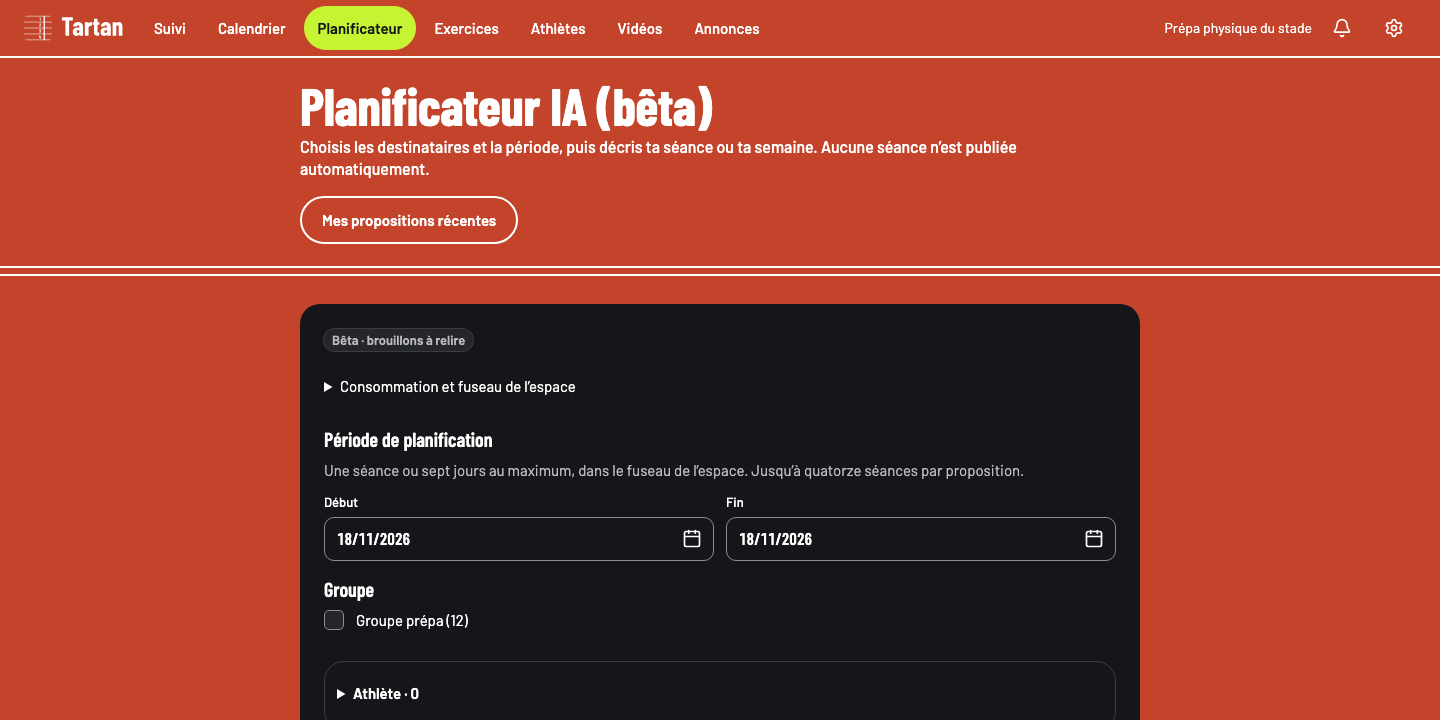 Tartan
Suivi
Calendrier
Planificateur
Exercices
Athlètes
Vidéos
Annonces
Prépa physique du stade
Planificateur IA (bêta)
Choisis les destinataires et la période, puis décris ta séance ou ta semaine. Aucune séance n’est publiée
automatiquement.
Mes propositions récentes
Bêta · brouillons à relire
Consommation et fuseau de l’espace
Période de planification
Une séance ou sept jours au maximum, dans le fuseau de l’espace. Jusqu’à quatorze séances par proposition.
Début
Fin
18/11/2026
18/11/2026
Groupe
Groupe prépa (12)
Athlète · 0